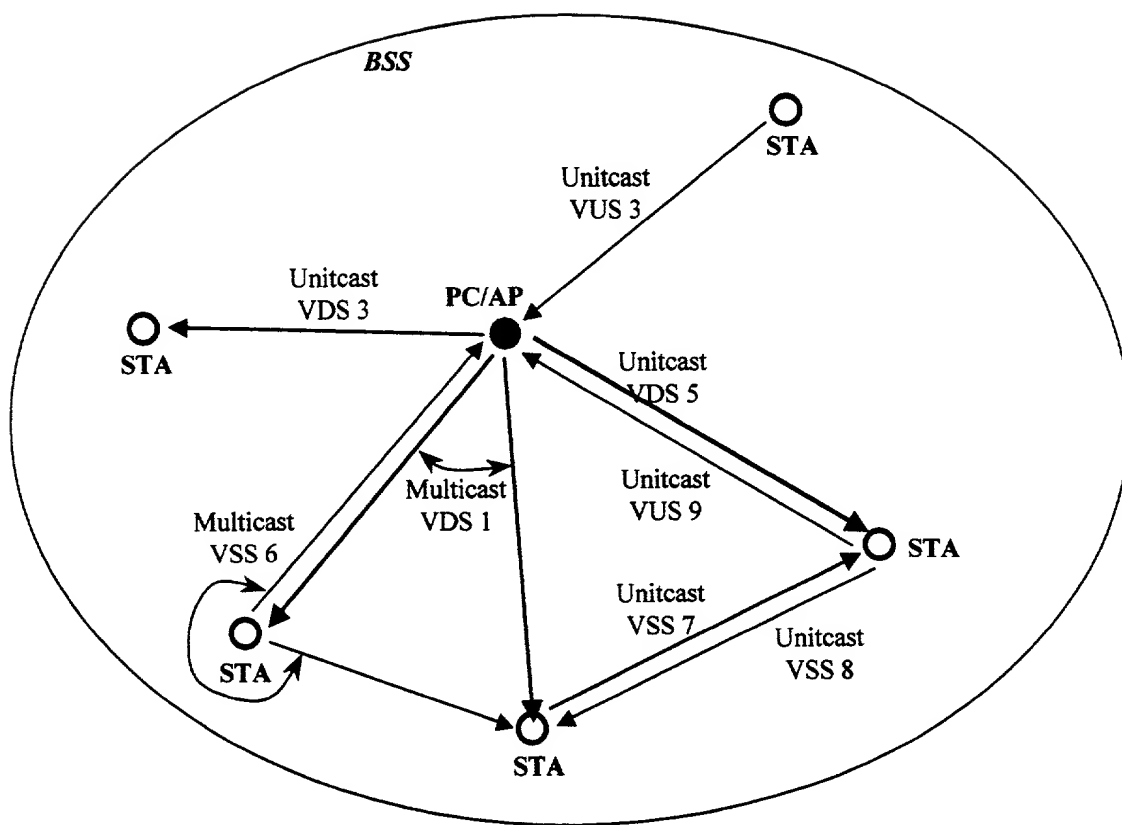 BSS
STA
Unitcast
VUS 3
Unitcast
VDS 3
PC/AP
STA
Unitcast
VDS 5
Multicast
VDS 1
Unitcast
VUS 9
Multicast
VSS 6
STA
STA
Unitcast
VSS 7
Unitcast
VSS 8
STA